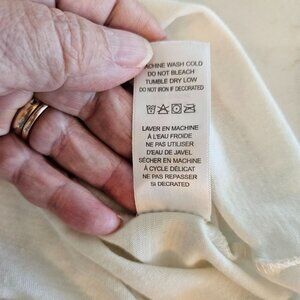 MACHINE WASH COLD
DO NOT BLEACH
TUMBLE DRY LOW
DO NOT IRON IF DECORATED
LAVER EN MACHINE
À L'EAU FROIDE
NE PAS UTILISER
D'EAU DE JAVEL
SÉCHER EN MACHINE
À CYCLE DÉLICAT
NE PAS REPASSER
SI DECRATED